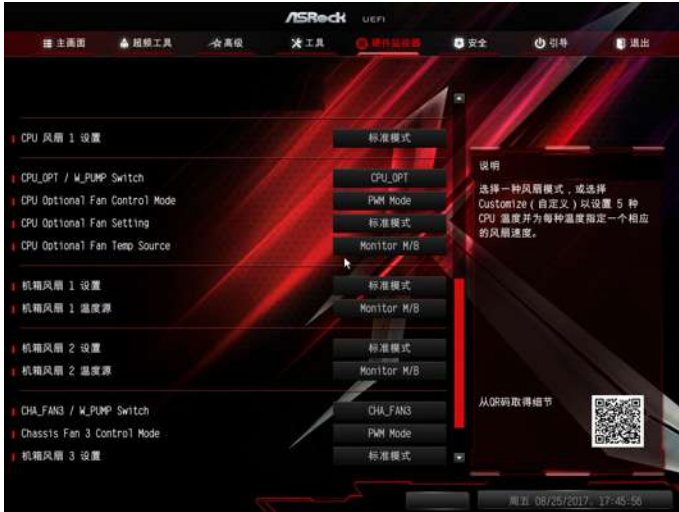 ASRock UEFI
主画面 超频工具 高级 工具 硬件监视器 安全 引导 退出
CPU 风扇 1 设置 标准模式
CPU_OPT / W_PUMP Switch CPU_OPT
CPU Optional Fan Control Mode PWM Mode
CPU Optional Fan Setting 标准模式
CPU Optional Fan Temp Source Monitor M/B
机箱风扇 1 设置 标准模式
机箱风扇 1 温度源 Monitor M/B
机箱风扇 2 设置 标准模式
机箱风扇 2 温度源 Monitor M/B
CHA_FAN3 / W_PUMP Switch CHA_FAN3
Chassis Fan 3 Control Mode PWM Mode
机箱风扇 3 设置 标准模式
说明
选择一种风扇模式，或选择
Customize（自定义）以设置 5 种
CPU 温度并为每种温度指定一个相应
的风扇速度。
从QR码取得细节
周五 08/25/2017, 17:45:56